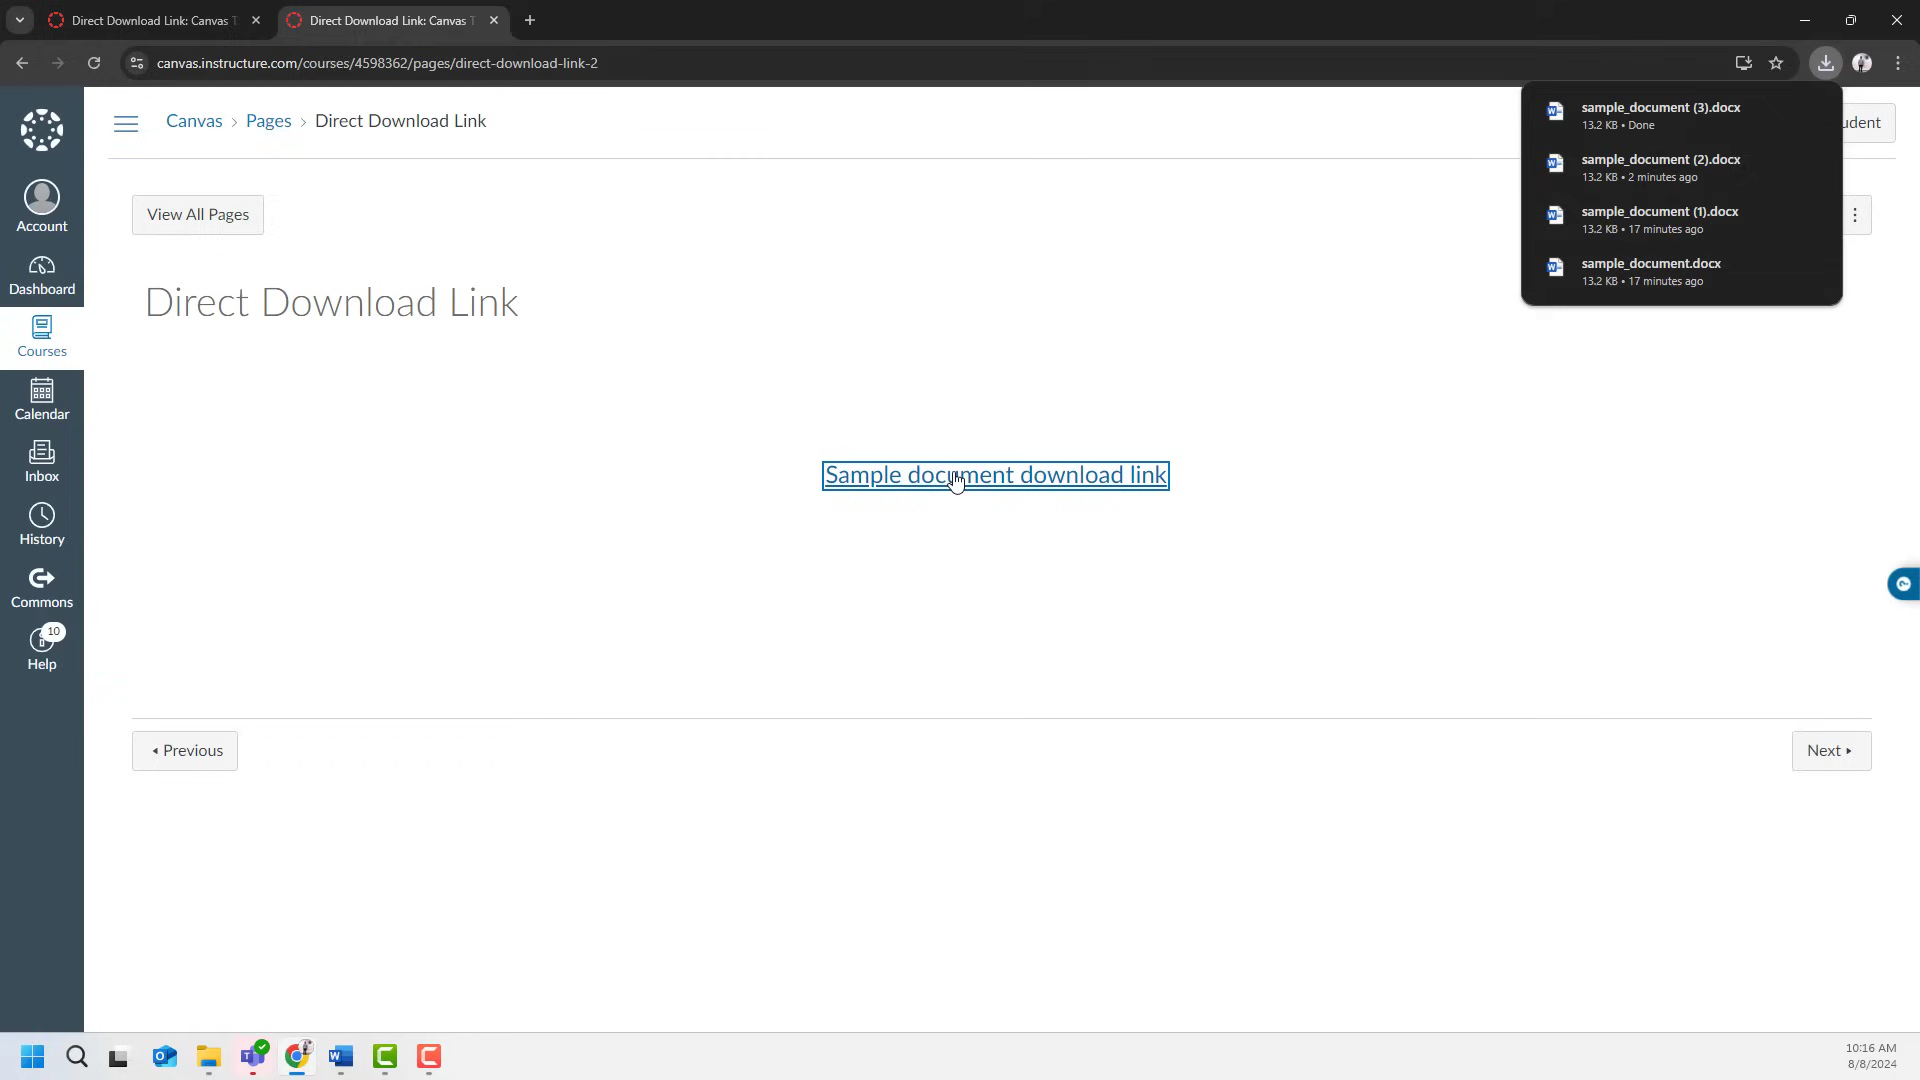 Direct Download Link: Canvas T
Direct Download Link: Canvas T
canvas.instructure.com/courses/4598362/pages/direct-download-link-2
sample_document (3).docx
13.2 KB • Done
sample_document (2).docx
13.2 KB • 2 minutes ago
sample_document (1).docx
13.2 KB • 17 minutes ago
sample_document.docx
13.2 KB • 17 minutes ago
Canvas › Pages › Direct Download Link
udent
View All Pages
Direct Download Link
Account
Dashboard
Courses
Calendar
Inbox
History
Commons
10
Help
Sample document download link
Previous
Next
10:16 AM
8/8/2024